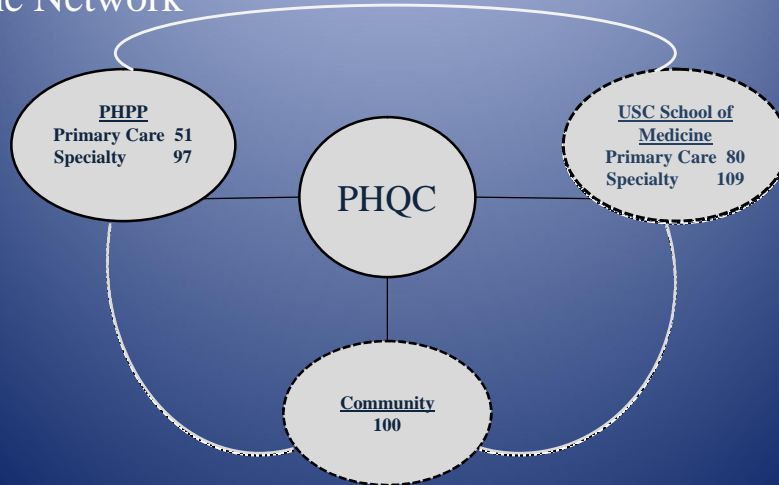 Network
PHPP
Primary Care 51
Specialty 97
PHQC
USC School of
Medicine
Primary Care 80
Specialty 109
Community
100